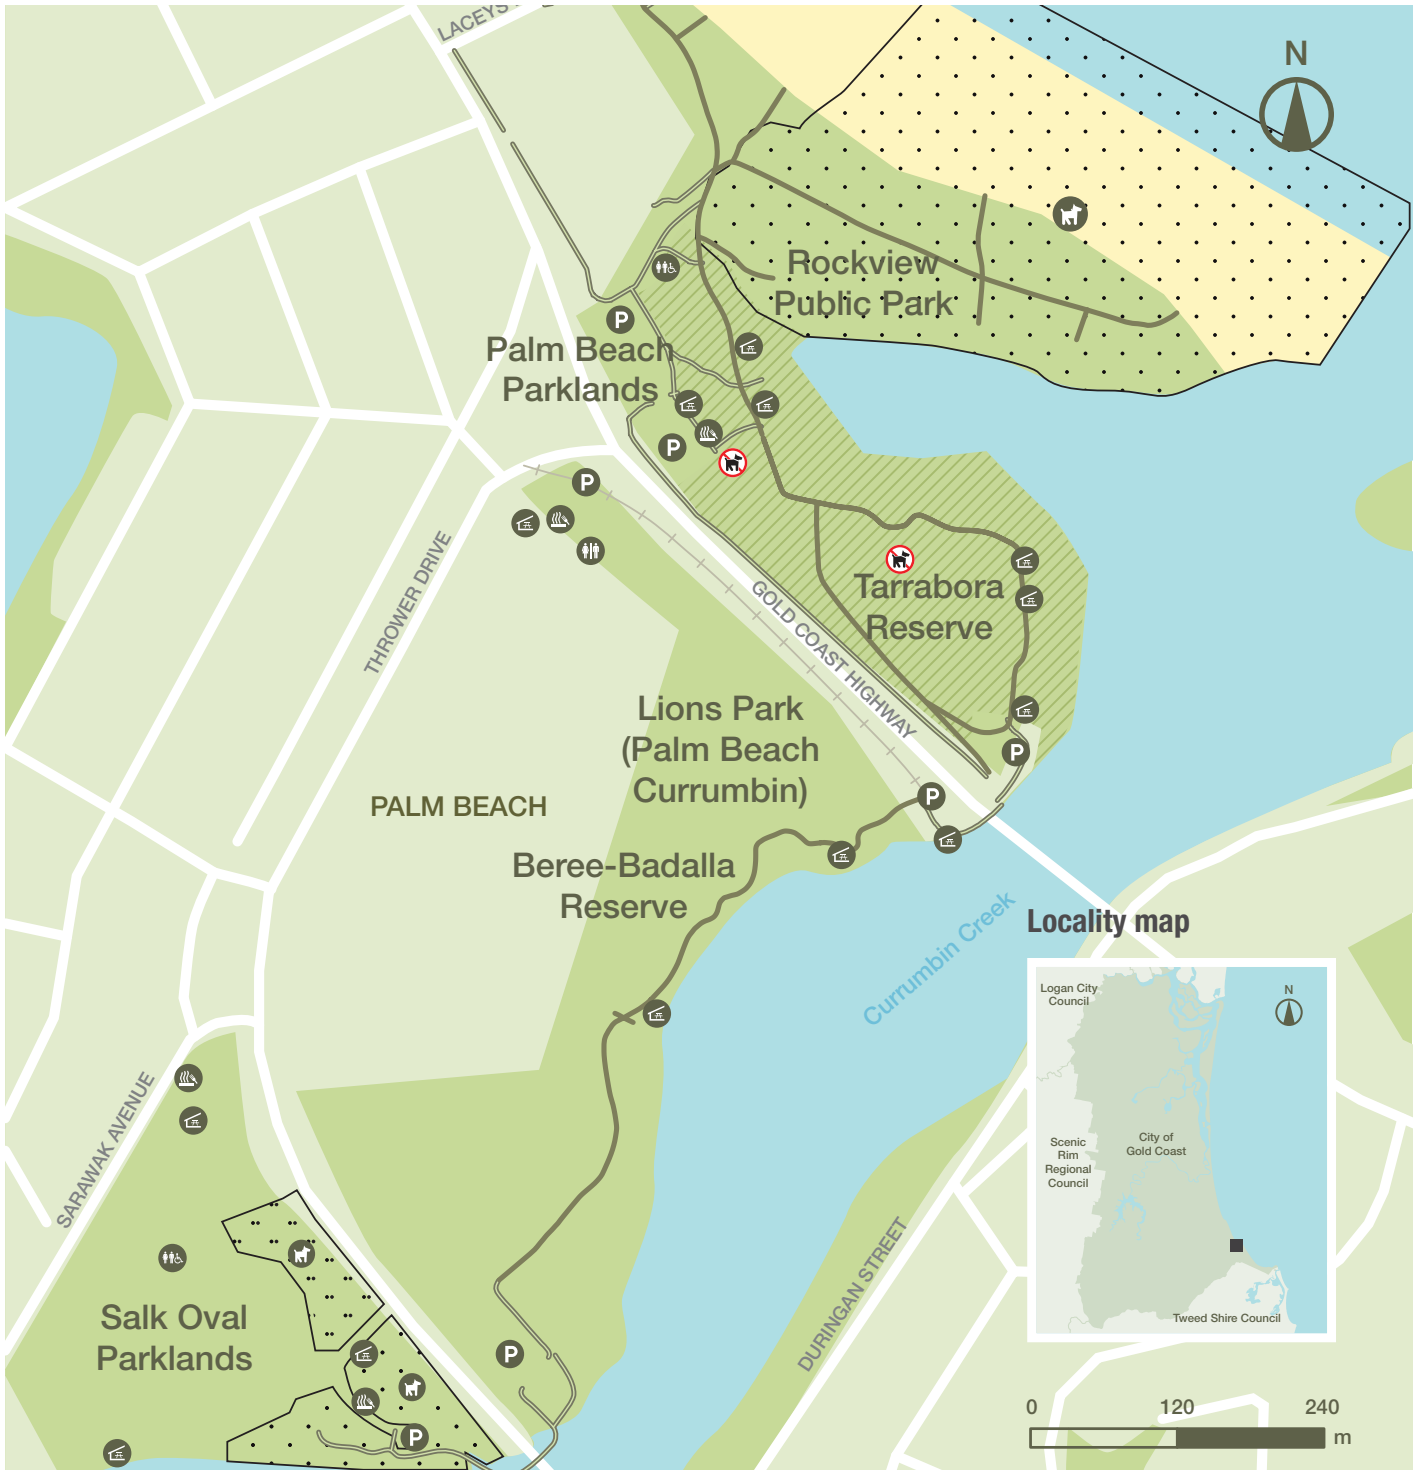 LACEYS
N
Rockview
Public Park
P
Palm Beach
Parklands
P
P
THROWER DRIVE
GOLD COAST HIGHWAY
Tarrabora
Reserve
Lions Park
(Palm Beach
Currumbin)
P
P
PALM BEACH
Beree-Badalla
Reserve
Currumbin Creek
Locality map
Logan City
Council
N
City of
Gold Coast
Scenic
Rim
Regional
Council
Tweed Shire Council
SARAWAK AVENUE
DURINGAN STREET
Salk Oval
Parklands
P
P
0 120 240
m